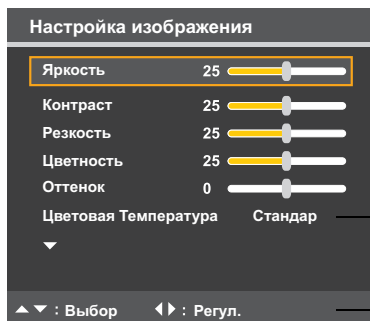 Настройка изображения
Яркость 25
Контраст 25
Резкость 25
Цветность 25
Оттенок 0
Цветовая Температура Стандар
: Выбор : Регул.